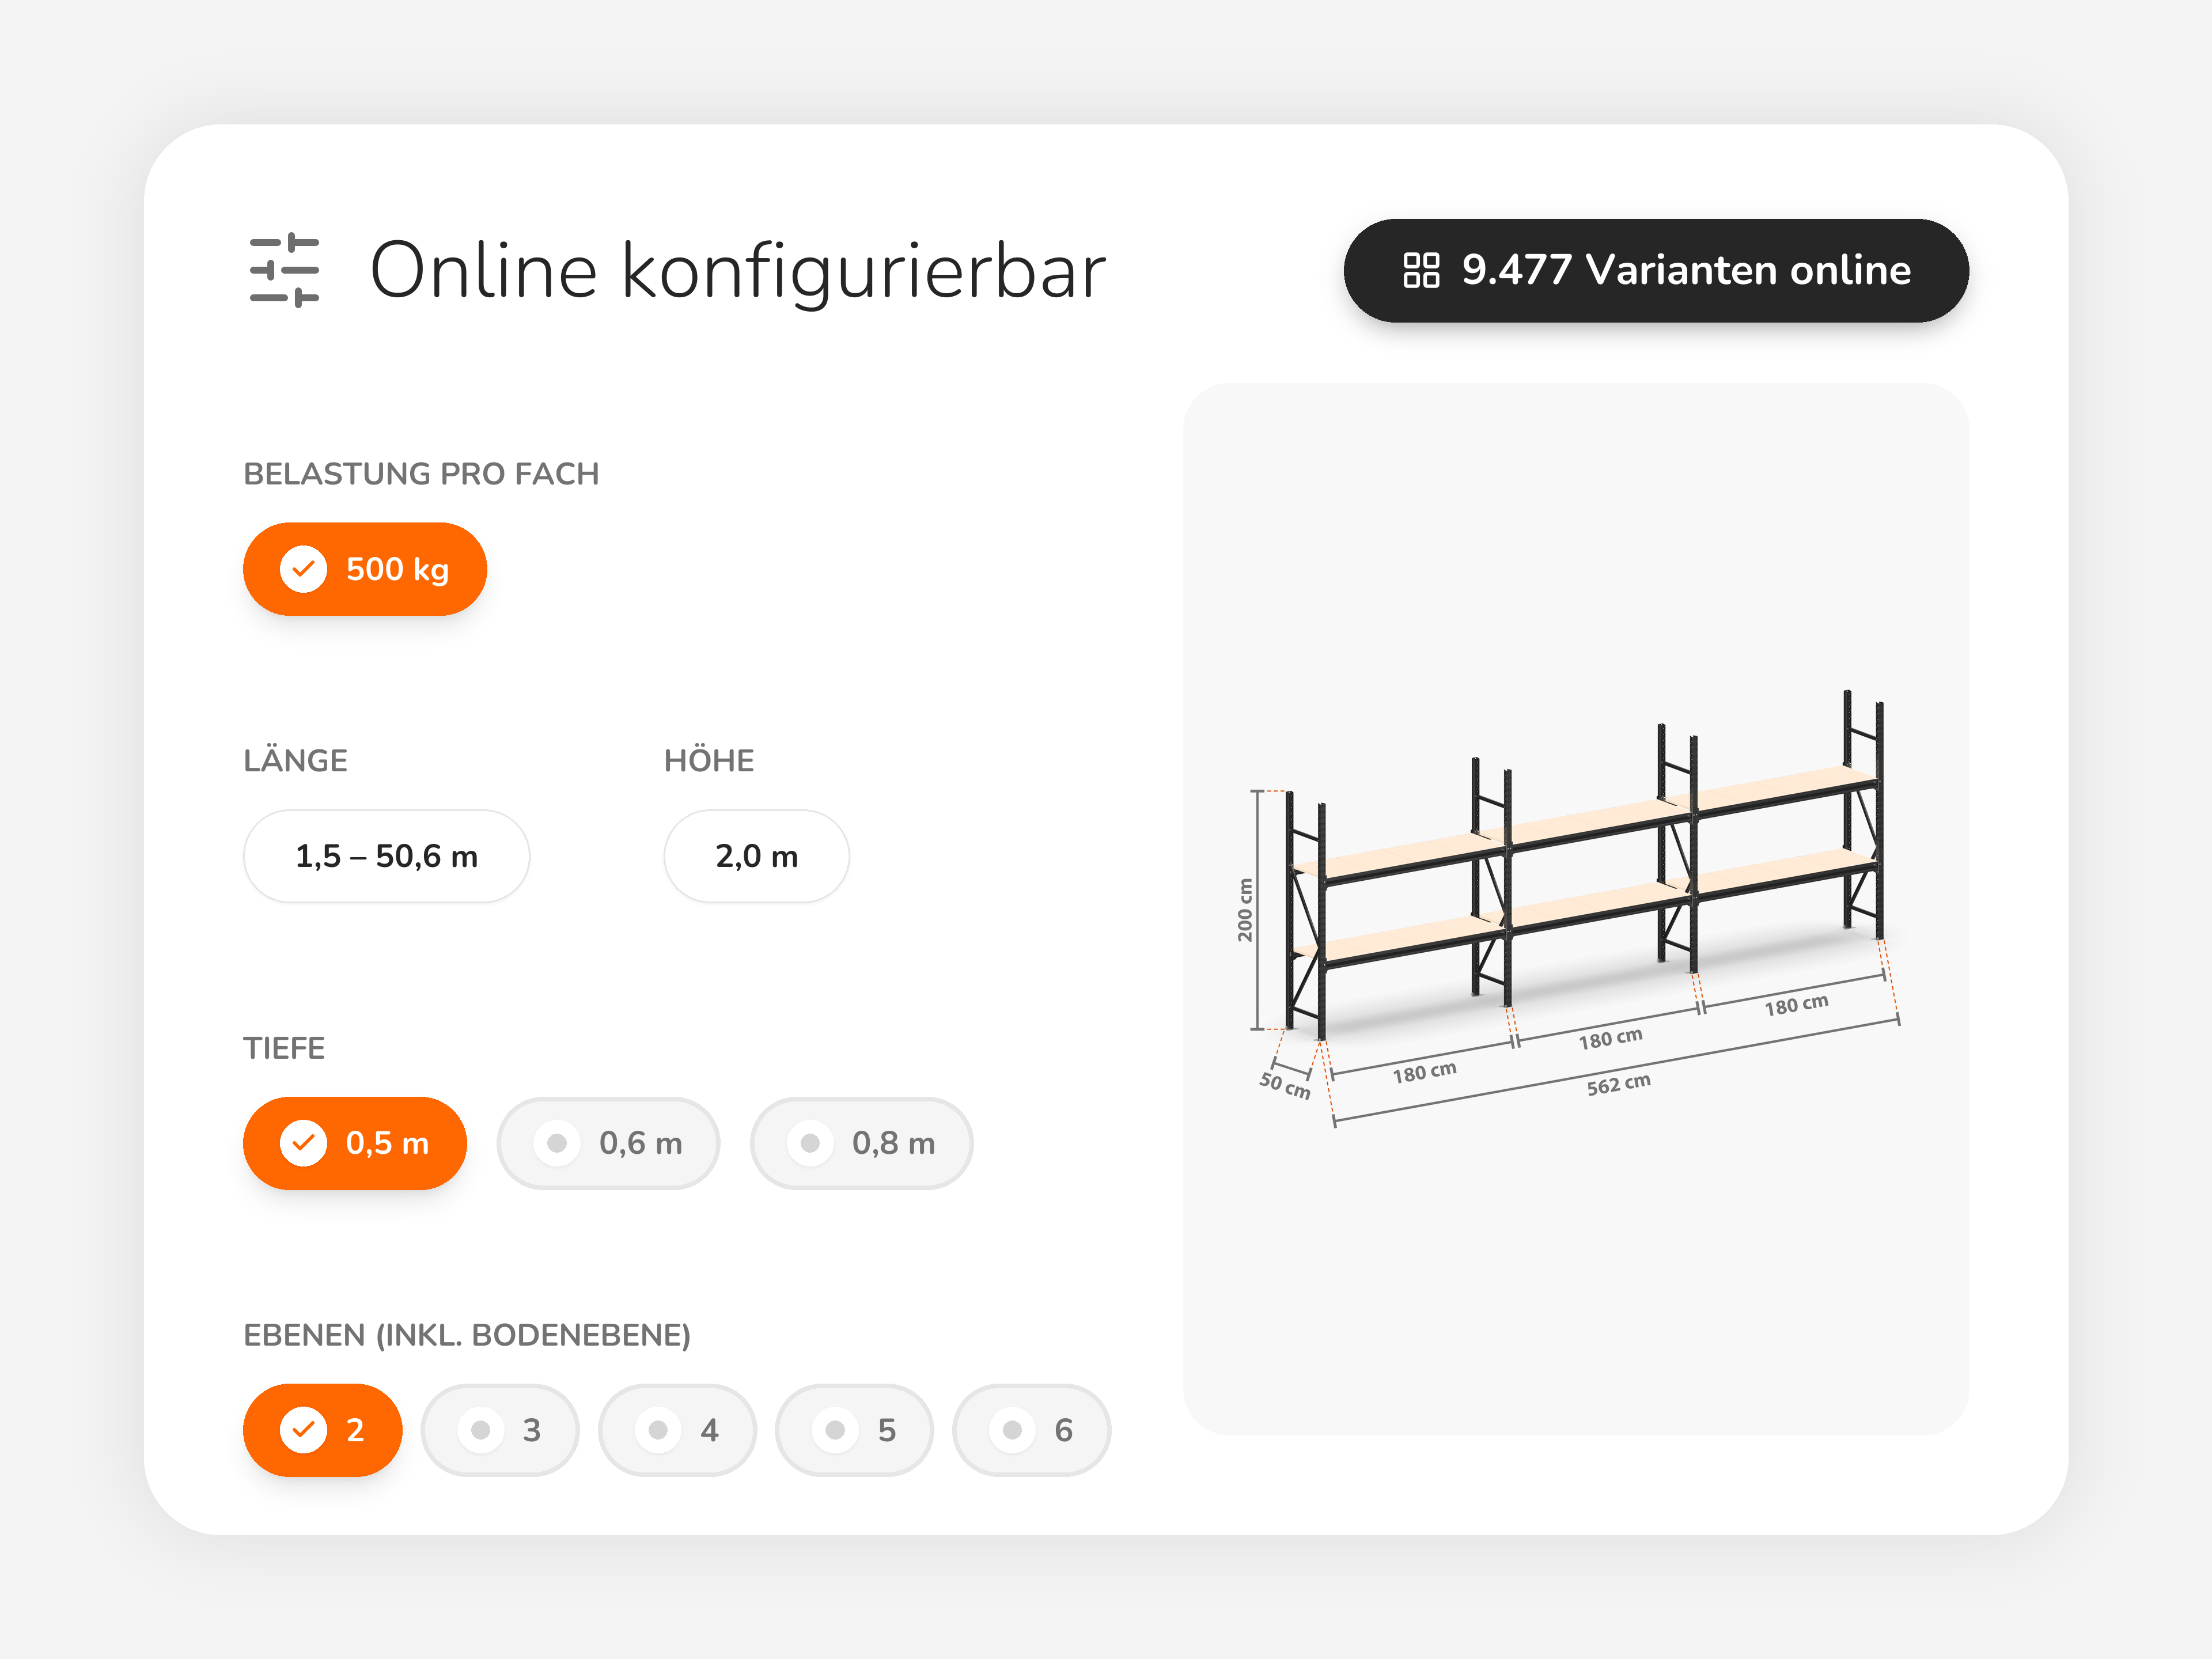 Online konfigurierbar
9.477 Varianten online
BELASTUNG PRO FACH
500 kg
LÄNGE
HÖHE
1,5 – 50,6 m
2,0 m
TIEFE
0,5 m
0,6 m
0,8 m
EBENEN (INKL. BODENEBENE)
2
3
4
5
6
200 cm
50 cm
180 cm
180 cm
180 cm
562 cm